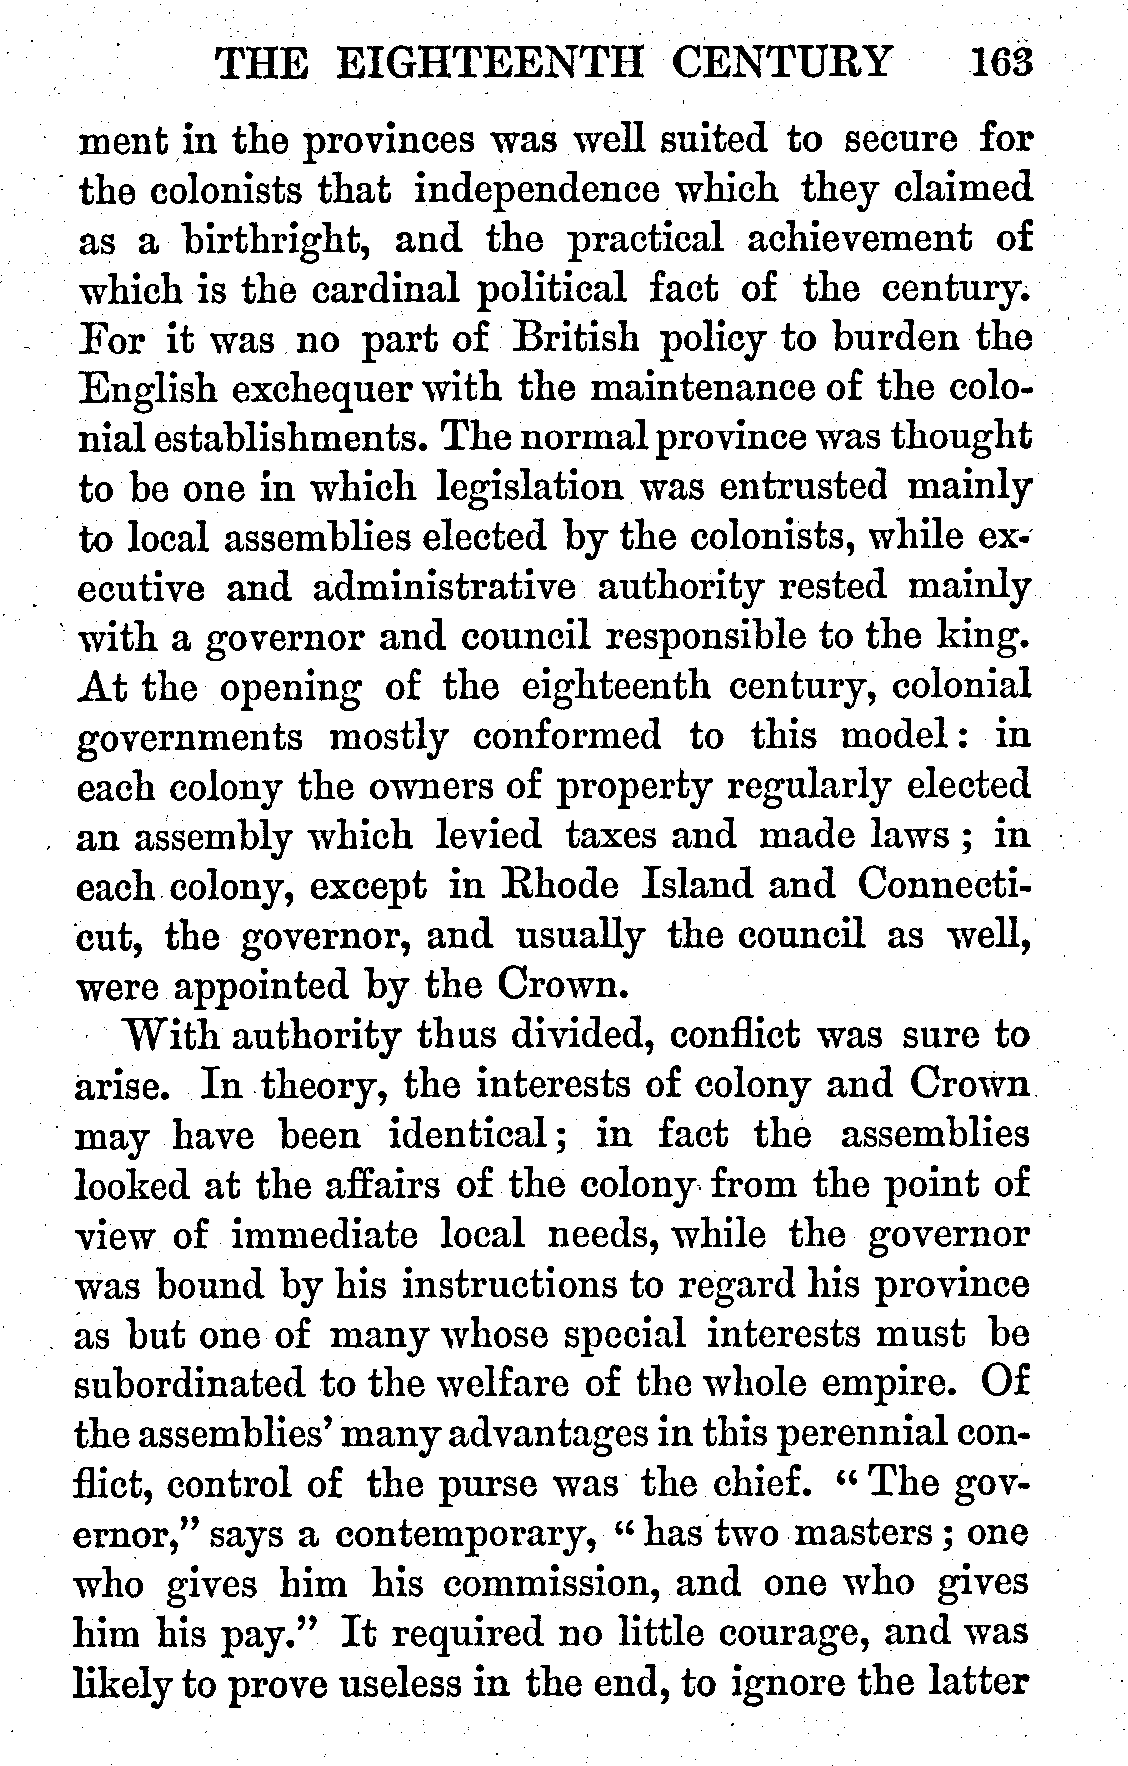 THE EIGHTEENTH CENTURY 163
ment in the provinces was well suited to secure for
the colonists that independence which they claimed
as a birthright, and the practical achievement of
which is the cardinal political fact of the century.
For it was no part of British policy to burden the
English exchequer with the maintenance of the colo-
nial establishments. The normal province was thought
to be one in which legislation was entrusted mainly
to local assemblies elected by the colonists, while ex-
ecutive and administrative authority rested mainly
with a governor and council responsible to the king.
At the opening of the eighteenth century, colonial
governments mostly conformed to this model: in
each colony the owners of property regularly elected
an assembly which levied taxes and made laws; in
each colony, except in Rhode Island and Connecti-
cut, the governor, and usually the council as well,
were appointed by the Crown.
With authority thus divided, conflict was sure to
arise. In theory, the interests of colony and Crown
may have been identical; in fact the assemblies
looked at the affairs of the colony from the point of
view of immediate local needs, while the governor
was bound by his instructions to regard his province
as but one of many whose special interests must be
subordinated to the welfare of the whole empire. Of
the assemblies' many advantages in this perennial con-
flict, control of the purse was the chief. "The gov-
ernor," says a contemporary, "has two masters; one
who gives him his commission, and one who gives
him his pay." It required no little courage, and was
likely to prove useless in the end, to ignore the latter